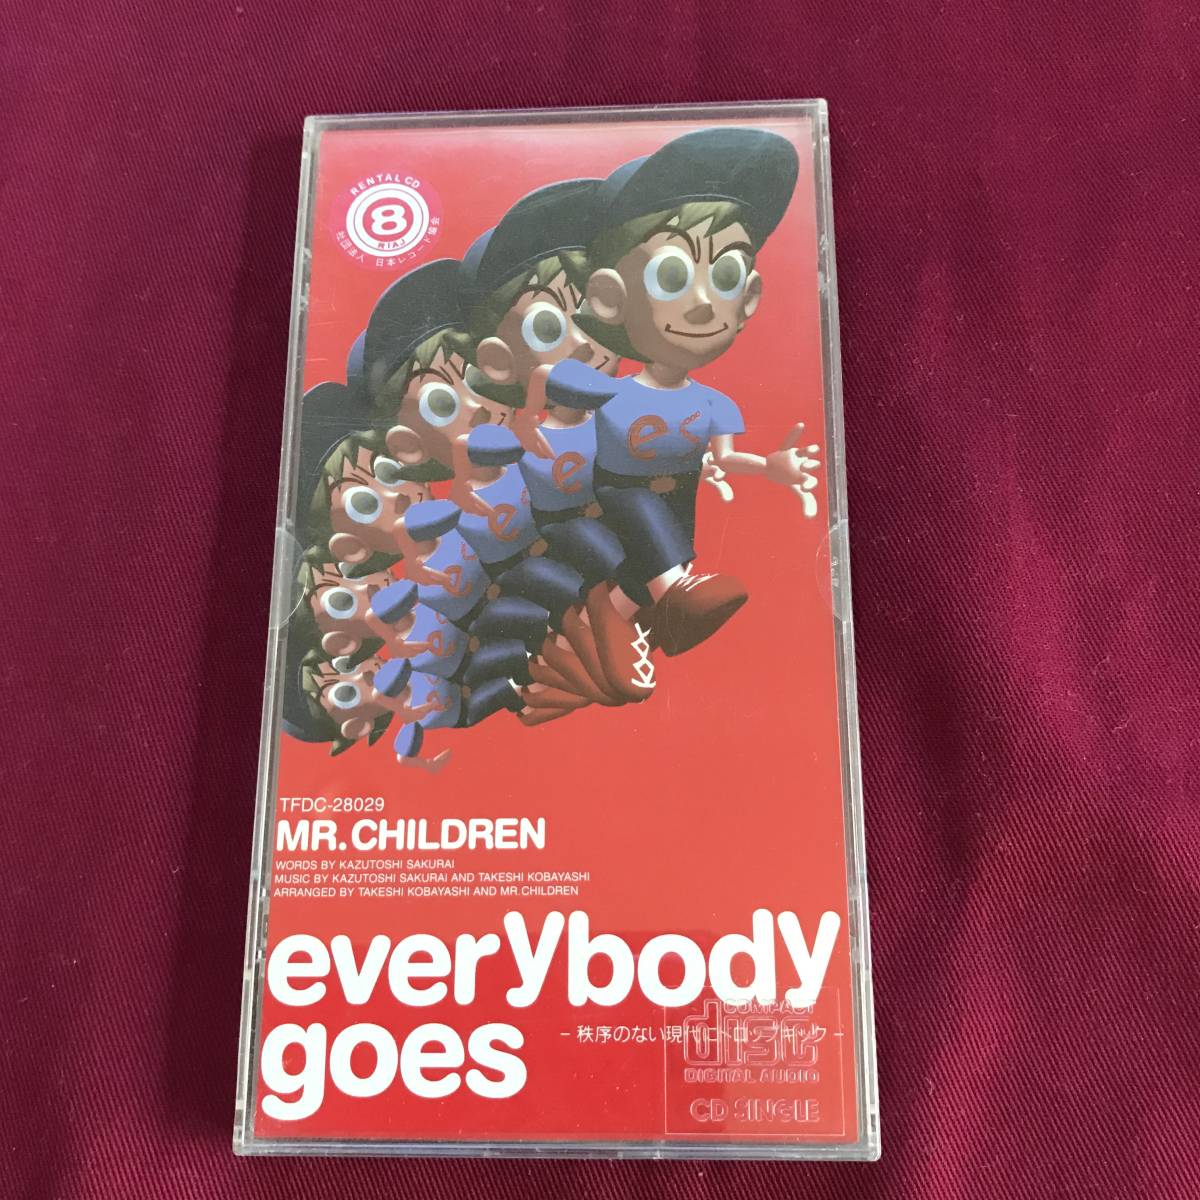 RENTAL CD
8
RIAJ
社団法人 日本レコード協会
e
e
e
e
TFDC-28029
MR.CHILDREN
WORDS BY KAZUTOSHI SAKURAI
MUSIC BY KAZUTOSHI SAKURAI AND TAKESHI KOBAYASHI
ARRANGED BY TAKESHI KOBAYASHI AND MR.CHILDREN
everybody
goes
－秩序のない現代にドロップキック－
COMPACT
disc
DIGITAL AUDIO
CD SINGLE